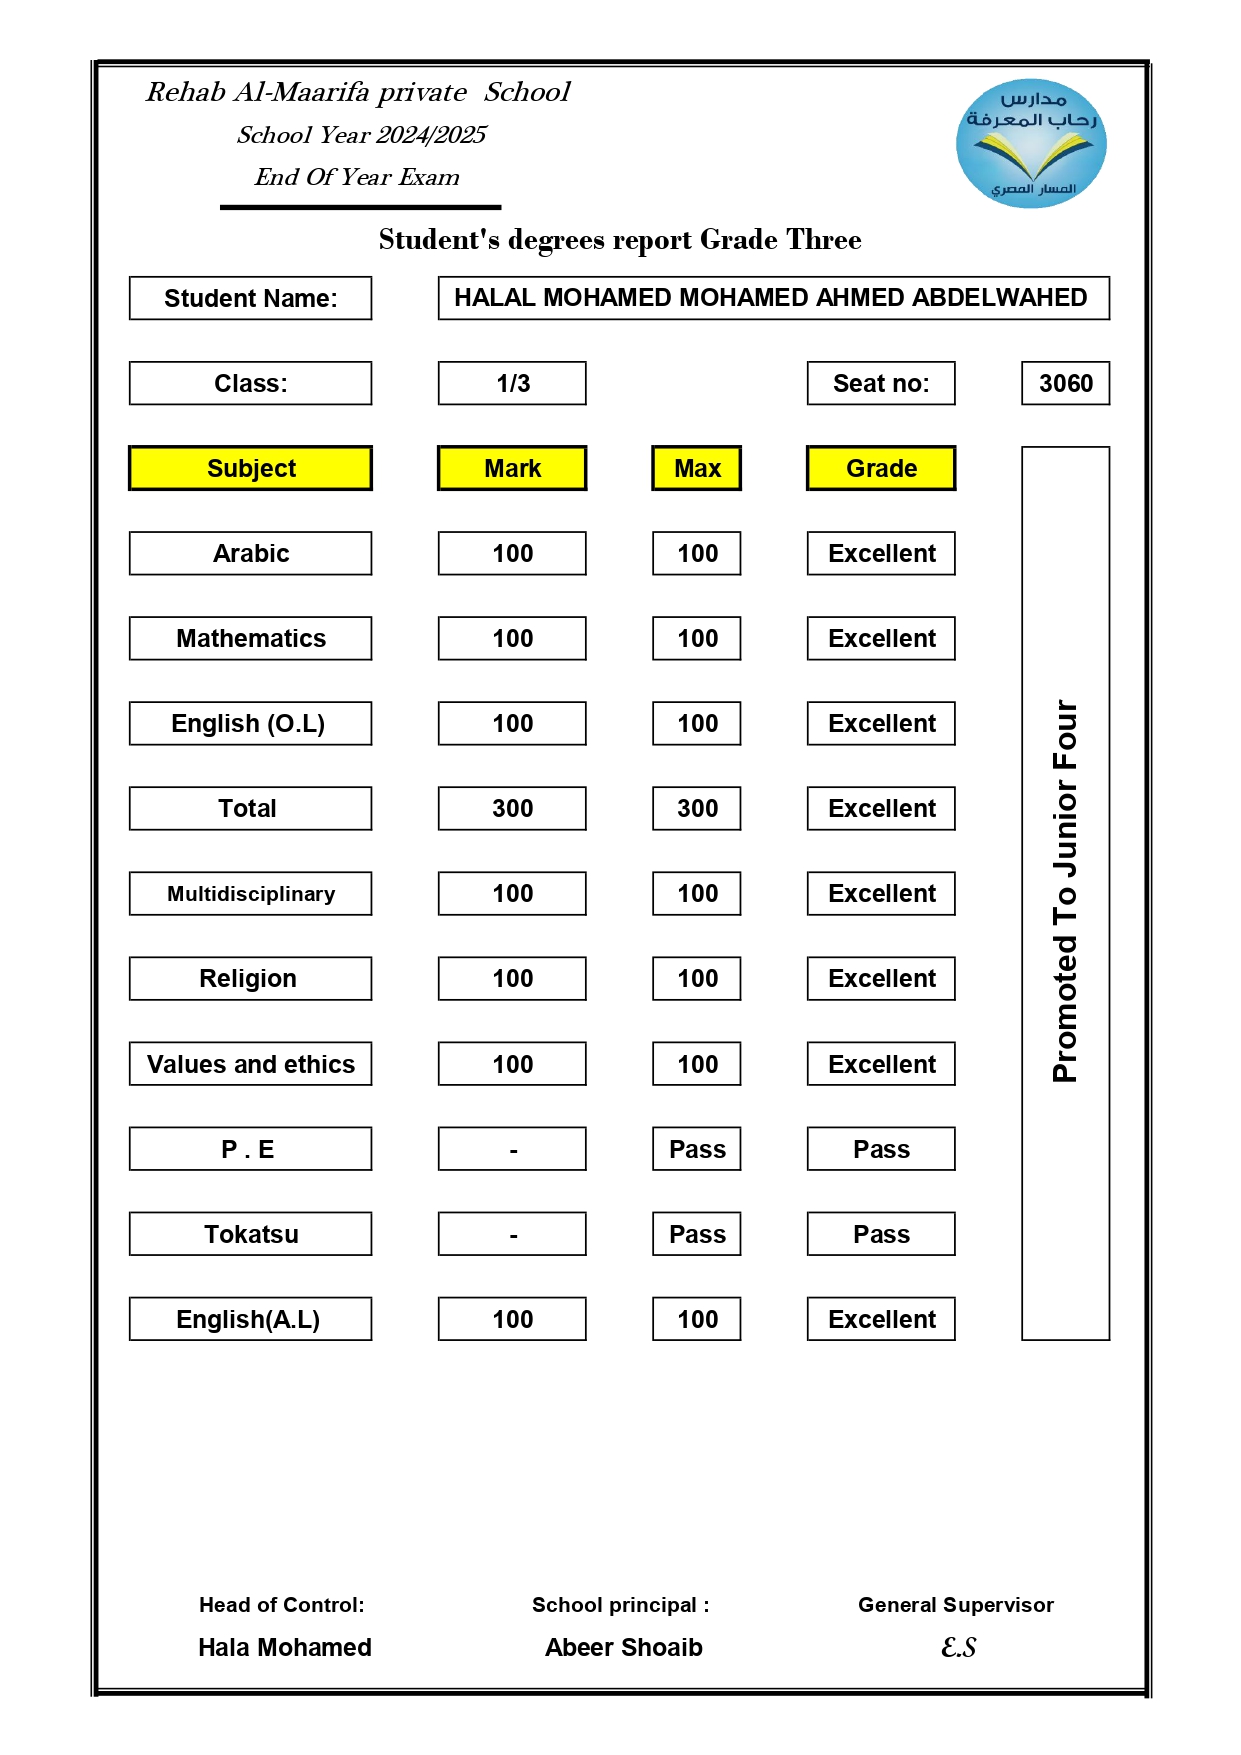 Rehab Al-Maarifa private School
School Year 2024/2025
End Of Year Exam
مدارس
رحاب المعرفة
المسار المصري
Student's degrees report Grade Three
Student Name: HALAL MOHAMED MOHAMED AHMED ABDELWAHED
Class: 1/3 Seat no: 3060
Subject Mark Max Grade
Arabic 100 100 Excellent
Mathematics 100 100 Excellent
English (O.L) 100 100 Excellent
Total 300 300 Excellent
Multidisciplinary 100 100 Excellent
Religion 100 100 Excellent
Values and ethics 100 100 Excellent
P . E - Pass Pass
Tokatsu - Pass Pass
English(A.L) 100 100 Excellent
Promoted To Junior Four
Head of Control: School principal : General Supervisor
Hala Mohamed Abeer Shoaib E.S